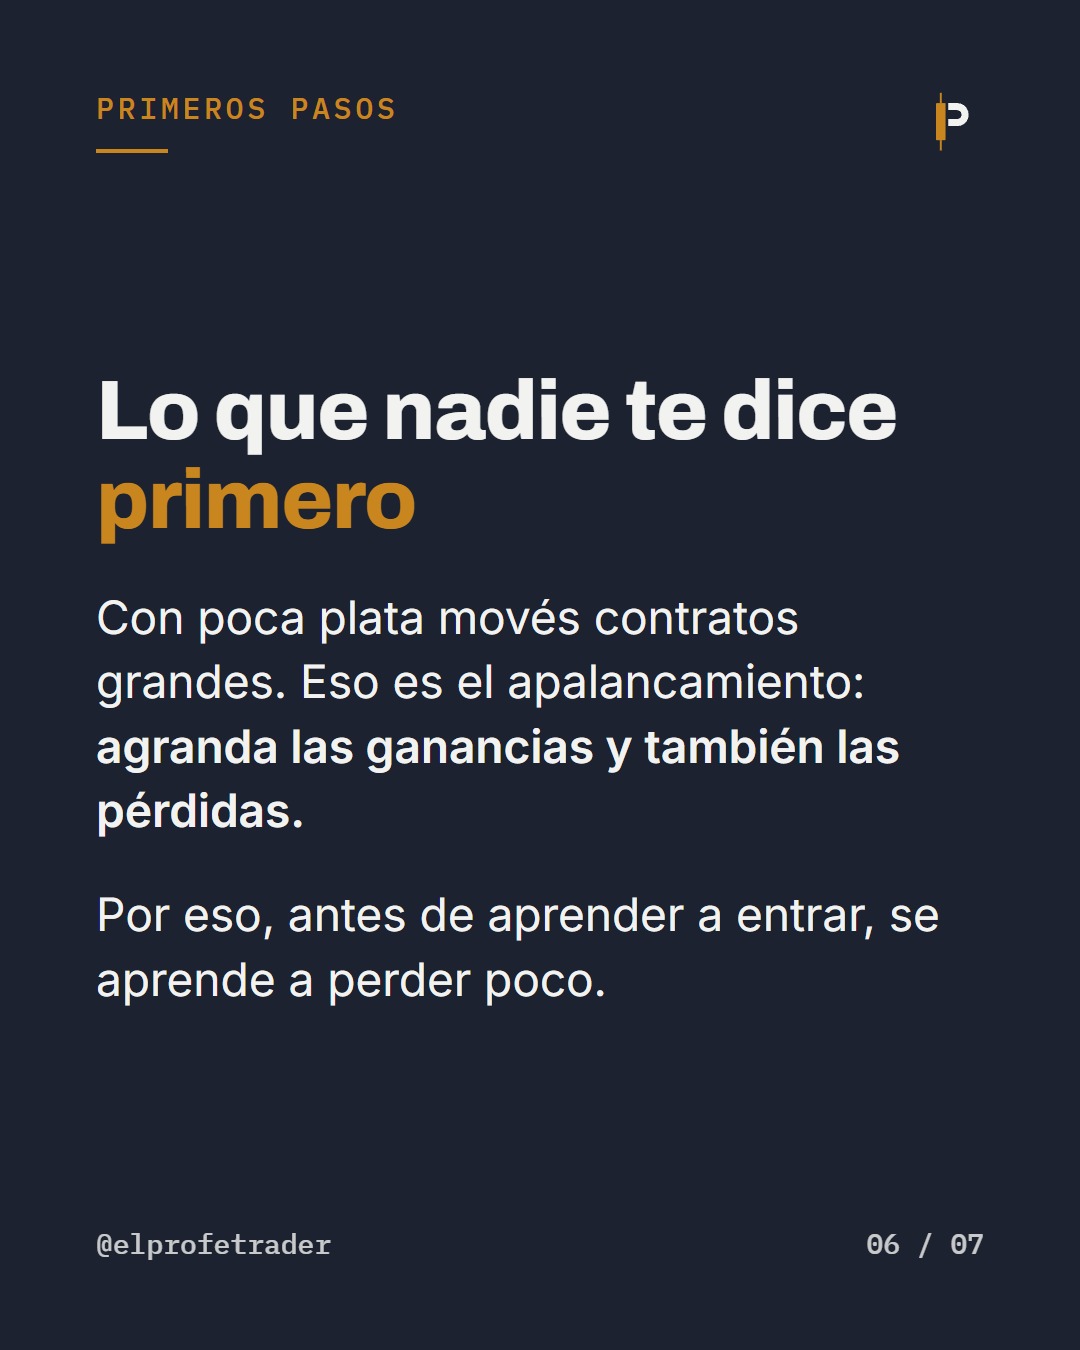 PRIMEROS PASOS
Lo que nadie te dice
primero
Con poca plata movés contratos
grandes. Eso es el apalancamiento:
agranda las ganancias y también las
pérdidas.
Por eso, antes de aprender a entrar, se
aprende a perder poco.
@elprofetrader
06 / 07